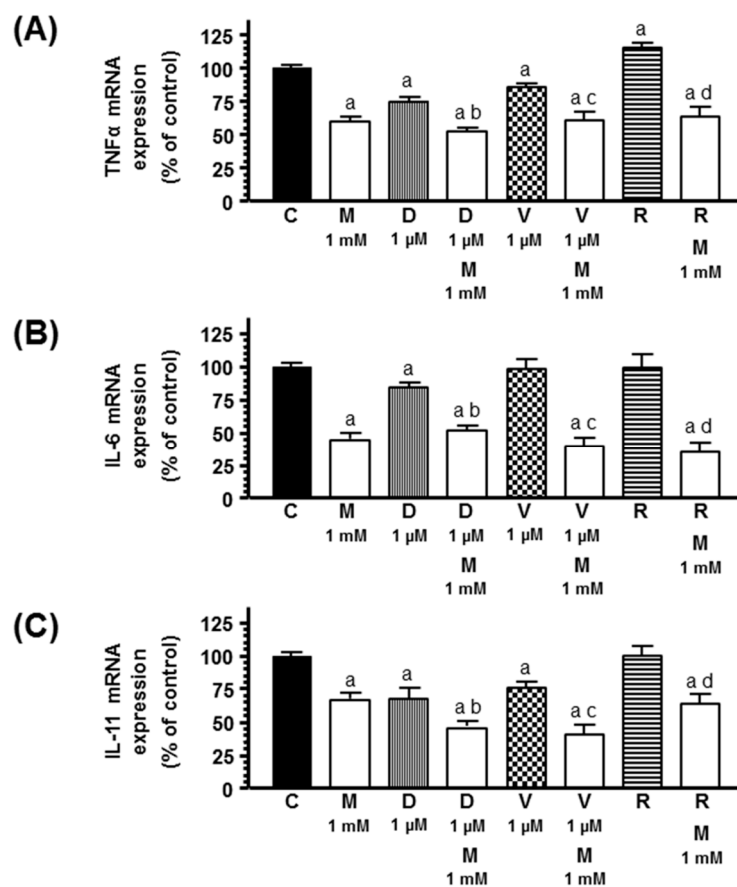 (A)
TNFα mRNA
expression
(% of control)
125
100
75
50
25
0
a
a
a b
a
a c
a
a d
C M D D V V R R
1 mM 1 µM 1 µM 1 µM 1 µM M
M M 1 mM
1 mM 1 mM
(B)
IL-6 mRNA
expression
(% of control)
125
100
75
50
25
0
a
a
a b
a c
a d
C M D D V V R R
1 mM 1 µM 1 µM 1 µM 1 µM M
M M 1 mM
1 mM 1 mM
(C)
IL-11 mRNA
expression
(% of control)
125
100
75
50
25
0
a
a
a b
a
a c
a d
C M D D V V R R
1 mM 1 µM 1 µM 1 µM 1 µM M
M M 1 mM
1 mM 1 mM